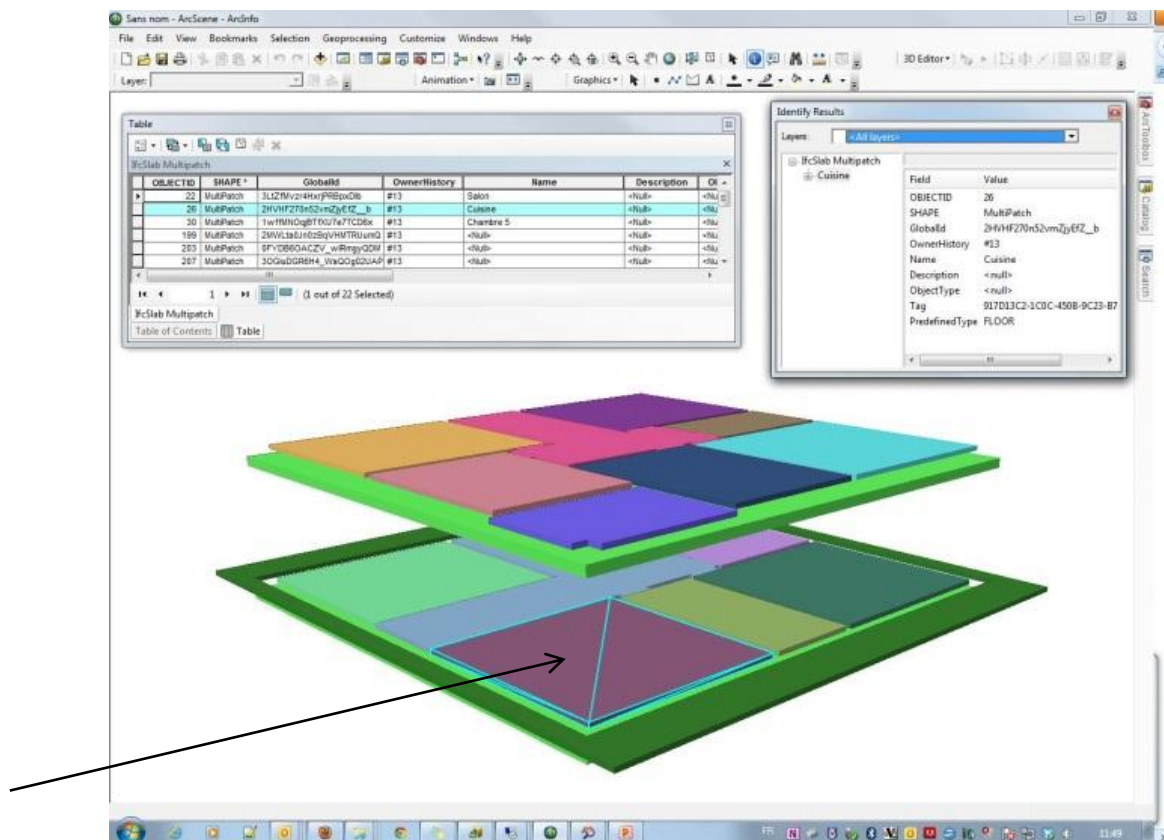 Sans nom - ArcScene - ArcInfo
File Edit View Bookmarks Selection Geoprocessing Customize Windows Help
3D Editor
Layer:
Animation
Graphics
Table
IfcSlab Multipatch
OBJECTID SHAPE * GlobalId OwnerHistory Name Description
22 MultiPatch #13 Salon <Null>
26 MultiPatch 2HVHF270n52vmZjyEfZ__b #13 Cuisine <Null>
30 MultiPatch #13 Chambre 5 <Null>
199 MultiPatch #13 <Null> <Null>
203 MultiPatch #13 <Null> <Null>
207 MultiPatch #13 <Null> <Null>
1
(1 out of 22 Selected)
IfcSlab Multipatch
Table of Contents Table
Identify Results
Layers: <All layers>
IfcSlab Multipatch
Cuisine
Field Value
OBJECTID 26
SHAPE MultiPatch
GlobalId 2HVHF270n52vmZjyEfZ__b
OwnerHistory #13
Name Cuisine
Description <null>
ObjectType <null>
Tag 917D13C2-1C0C-450B-9C23-B7
PredefinedType FLOOR
ArcToolbox
Catalog
Search
FR
11:49